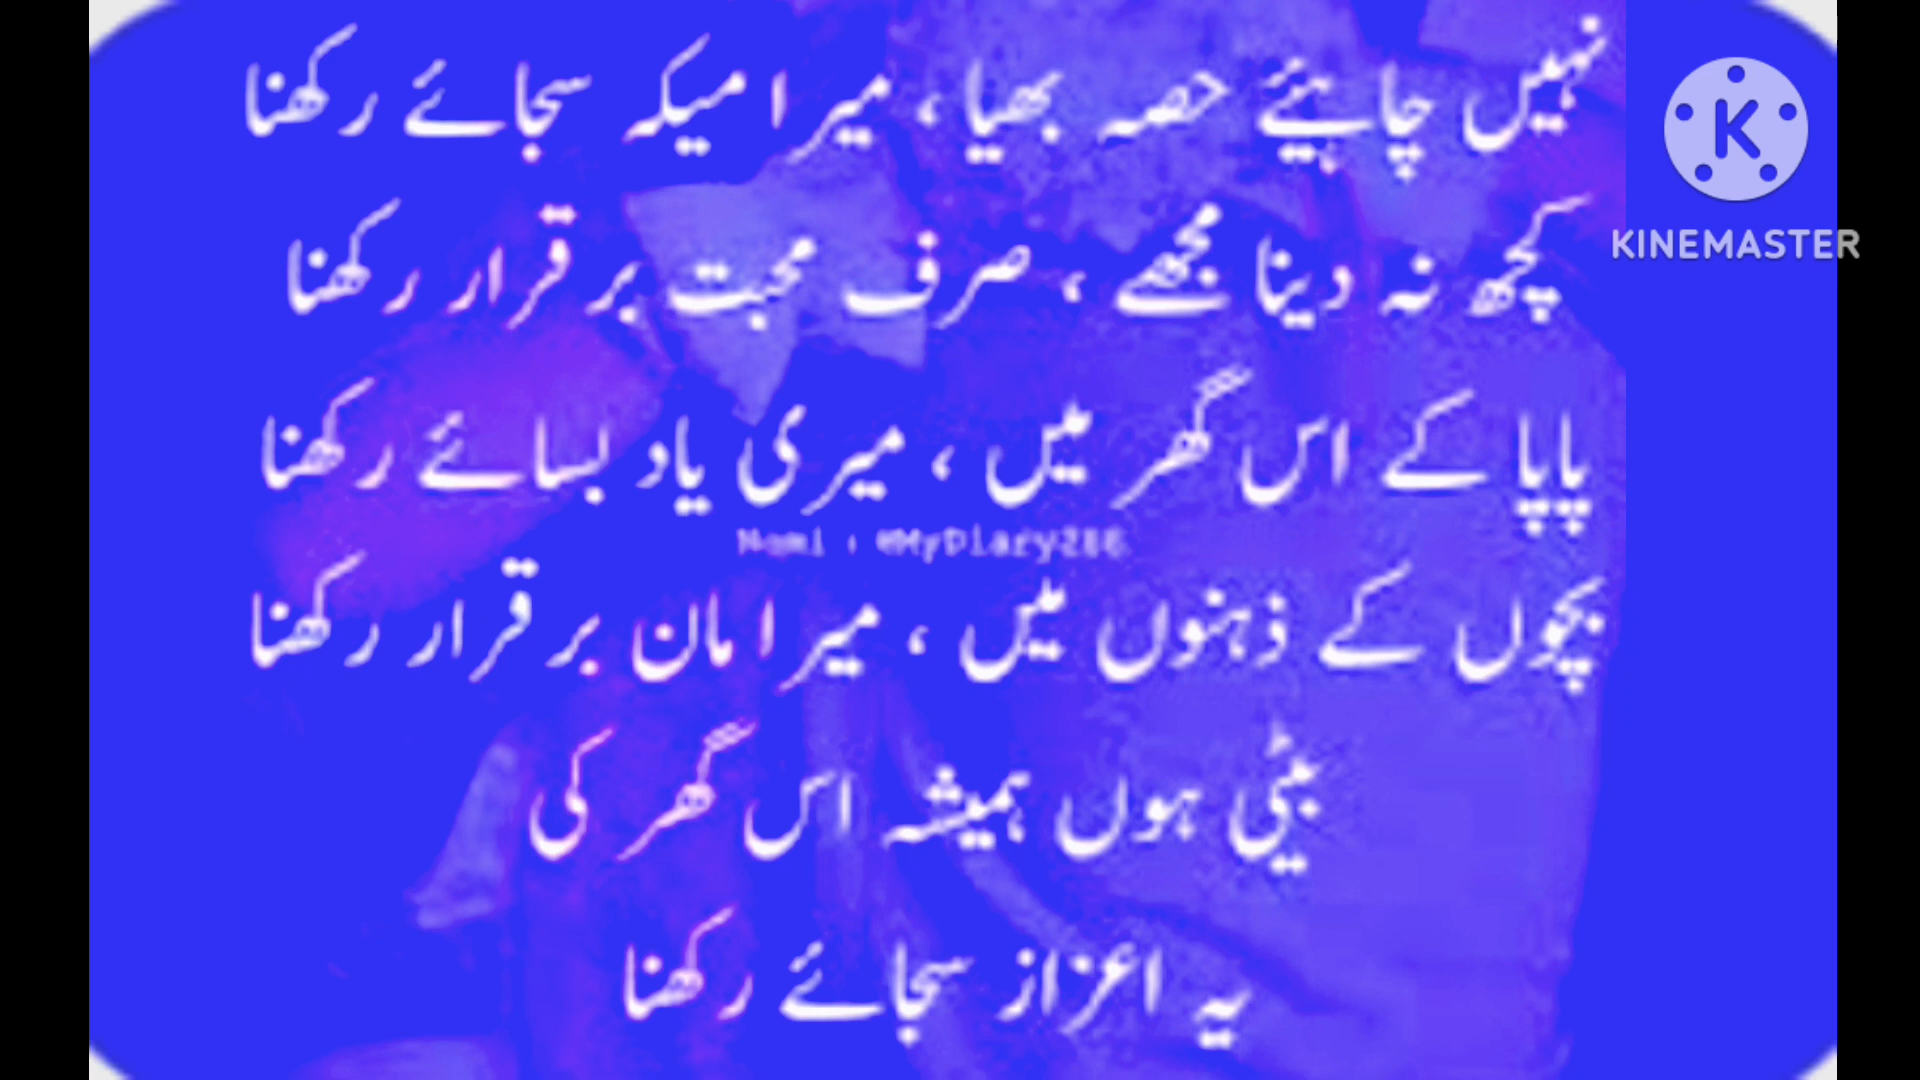 نہیں چاہیئے حصہ بھیا ، میرا میکہ سجائے رکھنا
KINEMASTER
کچھ نہ دینا مجھے ، صرف محبت برقرار رکھنا
پاپا کے اس گھر میں ، میری یاد بسائے رکھنا
@MyDiary286
بچوں کے ذہنوں میں ، میرا مان برقرار رکھنا
بیٹی ہوں ہمیشہ اس گھر کی
یہ اعزاز سجائے رکھنا